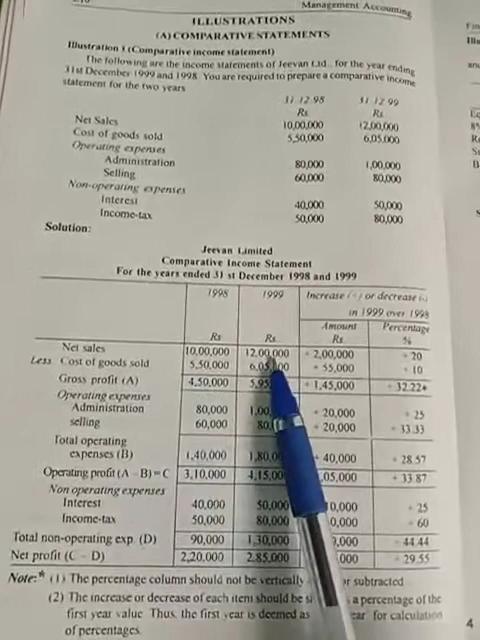 Management Accounting
ILLUSTRATIONS
(A) COMPARATIVE STATEMENTS
Illustration 1 (Comparative income statement)
The following are the income statements of Jeevan Ltd. for the year ending
31st December 1999 and 1998. You are required to prepare a comparative income
statement for the two years
31.12.98 31.12.99
Rs. Rs.
Net Sales 10,00,000 12,00,000
Cost of goods sold 5,50,000 6,05,000
Operating expenses
Administration 80,000 1,00,000
Selling 60,000 80,000
Non-operating expenses
Interest 40,000 50,000
Income-tax 50,000 80,000
Solution:
Jeevan Limited
Comparative Income Statement
For the years ended 31 st December 1998 and 1999
1998 1999 Increase (+) or decrease (-)
in 1999 over 1998
Amount Percentage
Rs Rs. Rs. %
Net sales 10,00,000 12,00,000 + 2,00,000 + 20
Less Cost of goods sold 5,50,000 + 55,000 + 10
Gross profit (A) 4,50,000 + 1,45,000 + 32.22*
Operating expenses
Administration 80,000 + 20,000 + 25
selling 60,000 + 20,000 + 33.33
Total operating
expenses (B) 1,40,000 + 40,000 + 28.57
Operating profit (A - B)=C 3,10,000 + 33.87
Non operating expenses
Interest 40,000 50,000 + 25
Income-tax 50,000 80,000 + 60
Total non-operating exp. (D) 90,000 1,30,000 + 44.44
Net profit (C - D) 2,20,000 2,85,000 + 29.55
Note:* (1) The percentage column should not be vertically or subtracted
(2) The increase or decrease of each item should be a percentage of the
first year value Thus, the first year is deemed as for calculation
of percentages.
4